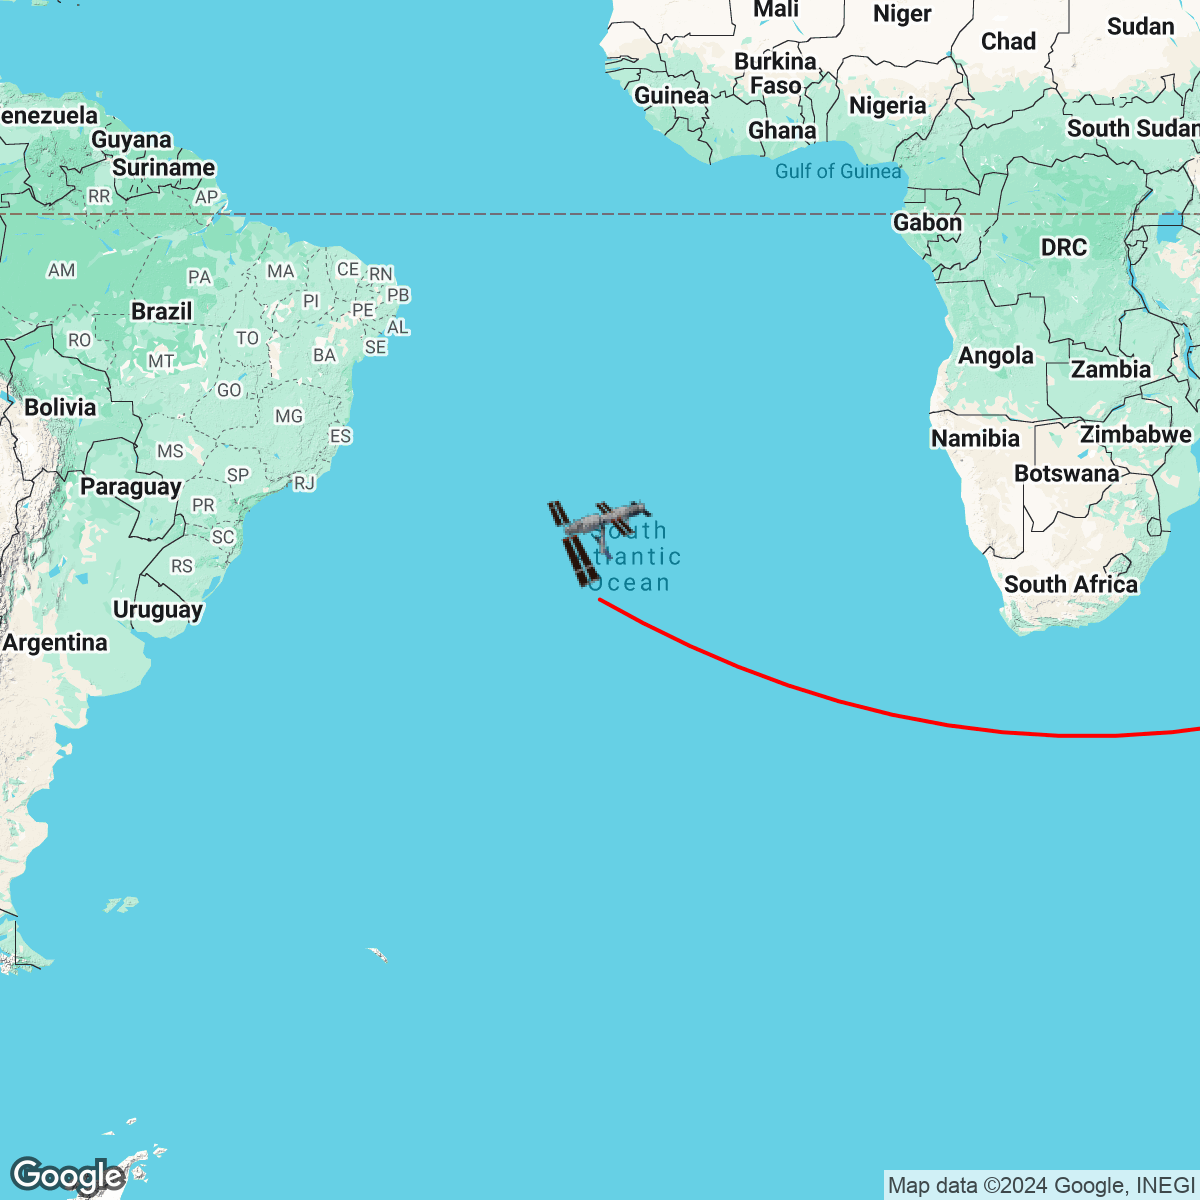 Mali
Niger
Sudan
Chad
Burkina
Faso
Guinea
Nigeria
enezuela
Ghana
South Sudan
Guyana
Suriname
Gulf of Guinea
RR
AP
Gabon
DRC
AM
PA
MA
CE
RN
PI
PB
Brazil
PE
AL
RO
TO
SE
MT
BA
Angola
Zambia
GO
Bolivia
MG
ES
Namibia
Zimbabwe
MS
SP
Botswana
Paraguay
RJ
PR
South
SC
tlantic
RS
Ocean
South Africa
Uruguay
Argentina
Google
Map data ©2024 Google, INEGI